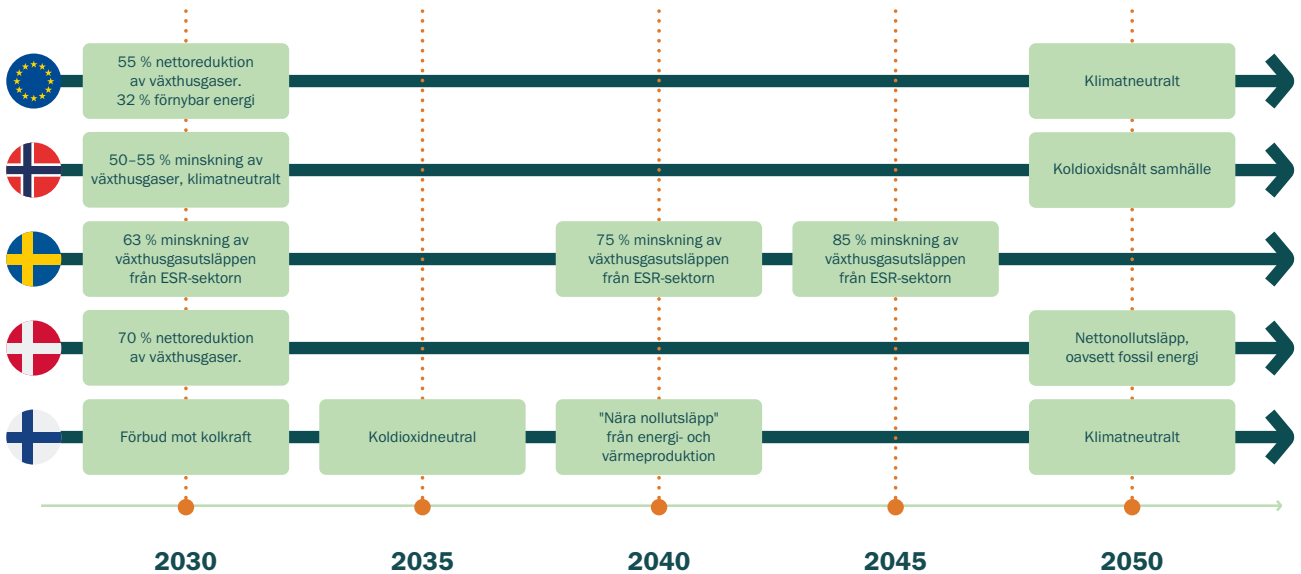 55 % nettoreduktion
av växthusgaser.
32 % förnybar energi
Klimatneutralt
50–55 % minskning av
växthusgaser, klimatneutralt
Koldioxidsnålt samhälle
63 % minskning av
växthusgasutsläppen
från ESR-sektorn
75 % minskning av
växthusgasutsläppen
från ESR-sektorn
85 % minskning av
växthusgasutsläppen
från ESR-sektorn
70 % nettoreduktion
av växthusgaser.
Nettonollutsläpp,
oavsett fossil energi
Förbud mot kolkraft
Koldioxidneutral
"Nära nollutsläpp"
från energi- och
värmeproduktion
Klimatneutralt
2030
2035
2040
2045
2050